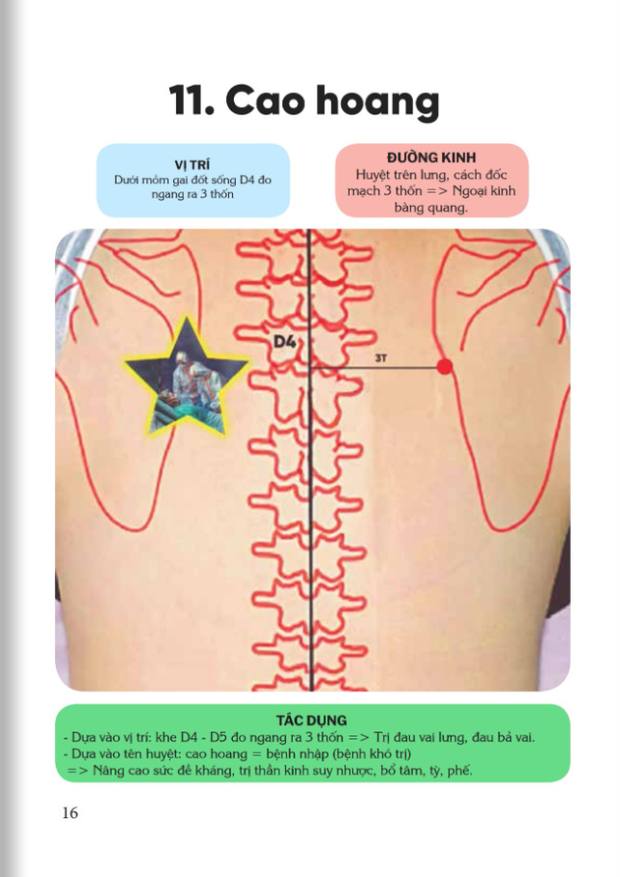 11. Cao hoang
VỊ TRÍ
Dưới mỏm gai đốt sống D4 đo
ngang ra 3 thốn
ĐƯỜNG KINH
Huyệt trên lưng, cách đốc
mạch 3 thốn => Ngoại kinh
bàng quang.
D4
3T
TÁC DỤNG
- Dựa vào vị trí: khe D4 - D5 đo ngang ra 3 thốn => Trị đau vai lưng, đau bả vai.
- Dựa vào tên huyệt: cao hoang = bệnh nhập (bệnh khó trị)
=> Nâng cao sức đề kháng, trị thần kinh suy nhược, bổ tâm, tỳ, phế.
16